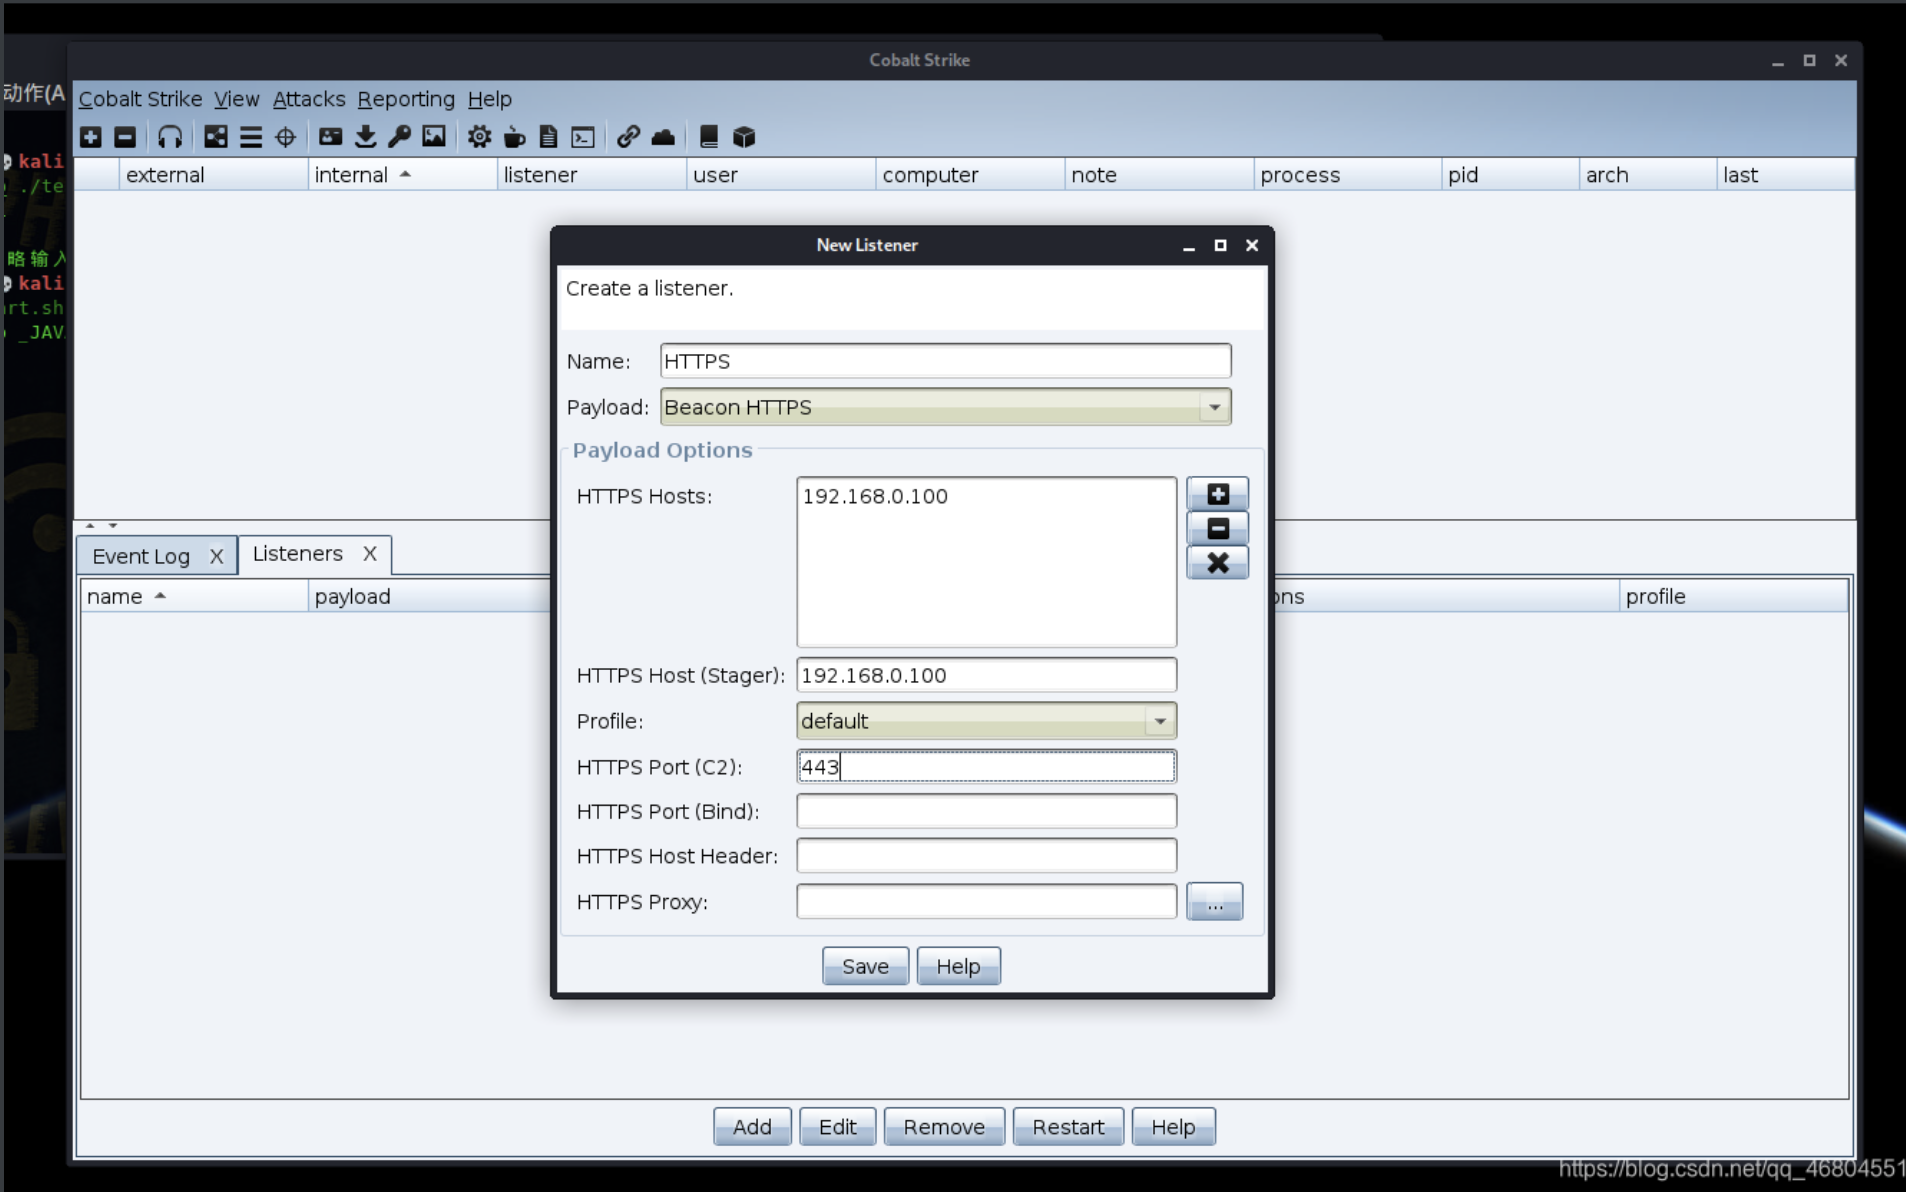 Cobalt Strike
动作(A
Cobalt Strike View Attacks Reporting Help
external internal listener user computer note process pid arch last
kali
./te
略输入
kali
art.sh
_JAV
New Listener
Create a listener.
Name: HTTPS
Payload: Beacon HTTPS
Payload Options
HTTPS Hosts: 192.168.0.100
HTTPS Host (Stager): 192.168.0.100
Profile: default
HTTPS Port (C2): 443
HTTPS Port (Bind):
HTTPS Host Header:
HTTPS Proxy: ...
Save Help
Event Log X Listeners X
name payload ons profile
Add Edit Remove Restart Help
https://blog.csdn.net/qq_46804551